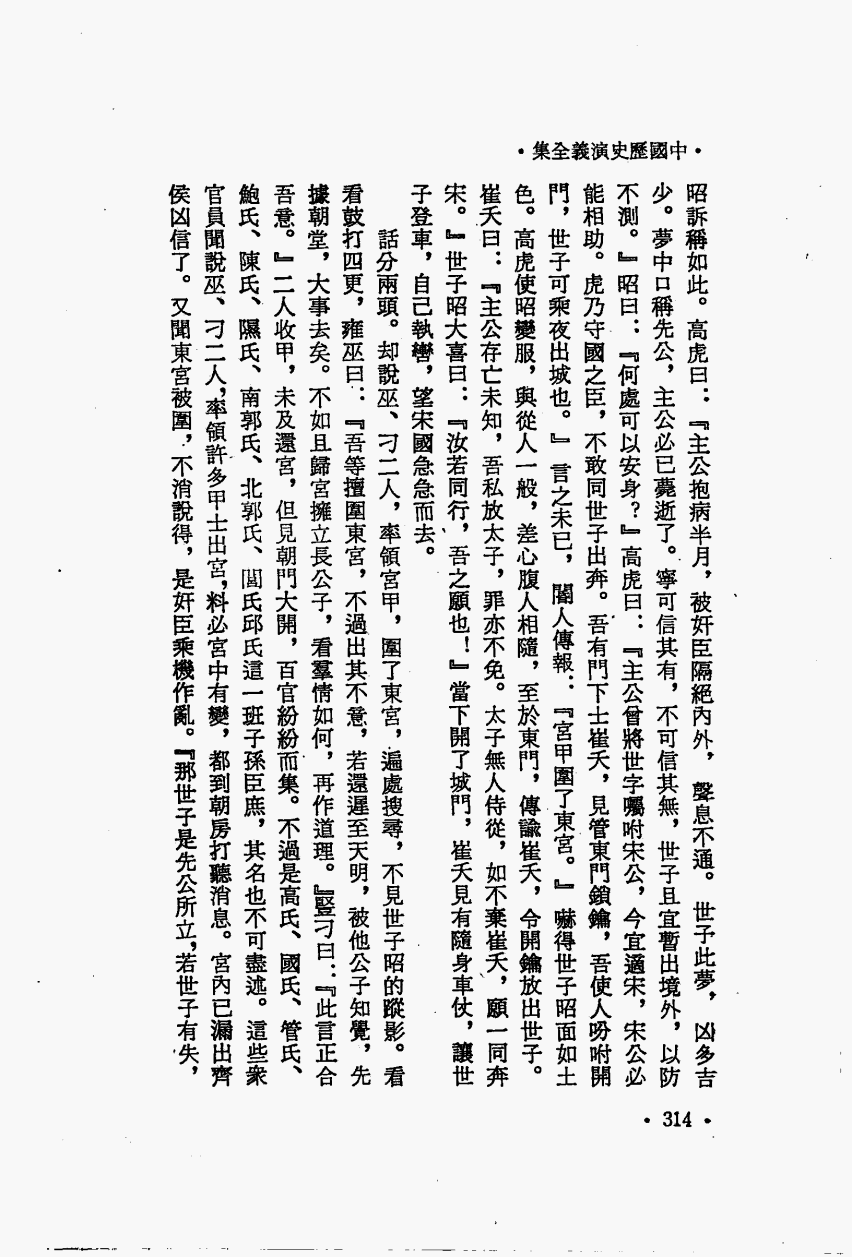 ·中國歷史演義全集·
昭訴稱如此。高虎曰：『主公抱病半月，被奸臣隔絕內外，聲息不通。世子此夢，凶多吉
少。夢中口稱先公，主公必已薨逝了。寧可信其有，不可信其無，世子且宜暫出境外，以防
不測。』昭曰：『何處可以安身？』高虎曰：『主公曾將世字囑咐宋公，今宜適宋，宋公必
能相助。虎乃守國之臣，不敢同世子出奔。吾有門下士崔夭，見管東門鎖鑰，吾使人吩咐開
門，世子可乘夜出城也。』言之未已，閽人傳報：『宮甲圍了東宮。』嚇得世子昭面如土
色。高虎使昭變服，與從人一般，差心腹人相隨，至於東門，傳諭崔夭，令開鑰放出世子。
崔夭曰：『主公存亡未知，吾私放太子，罪亦不免。太子無人侍從，如不棄崔夭，願一同奔
宋。』世子昭大喜曰：『汝若同行，吾之願也！』當下開了城門，崔夭見有隨身車仗，讓世
子登車，自己執轡，望宋國急急而去。
話分兩頭。却說巫、刁二人，率領宮甲，圍了東宮，遍處搜尋，不見世子昭的蹤影。看
看鼓打四更，雍巫曰：『吾等擅圍東宮，不過出其不意，若還遲至天明，被他公子知覺，先
據朝堂，大事去矣。不如且歸宮擁立長公子，看羣情如何，再作道理。』豎刁曰：『此言正合
吾意。』二人收甲，未及還宮，但見朝門大開，百官紛紛而集。不過是高氏、國氏、管氏、
鮑氏、陳氏、隰氏、南郭氏、北郭氏、閭氏邱氏這一班子孫臣庶，其名也不可盡述。這些衆
官員聞說巫、刁二人，率領許多甲士出宮，料必宮中有變，都到朝房打聽消息。宮內已漏出齊
侯凶信了。又聞東宮被圍，不消說得，是奸臣乘機作亂。『那世子是先公所立，若世子有失，
·314·